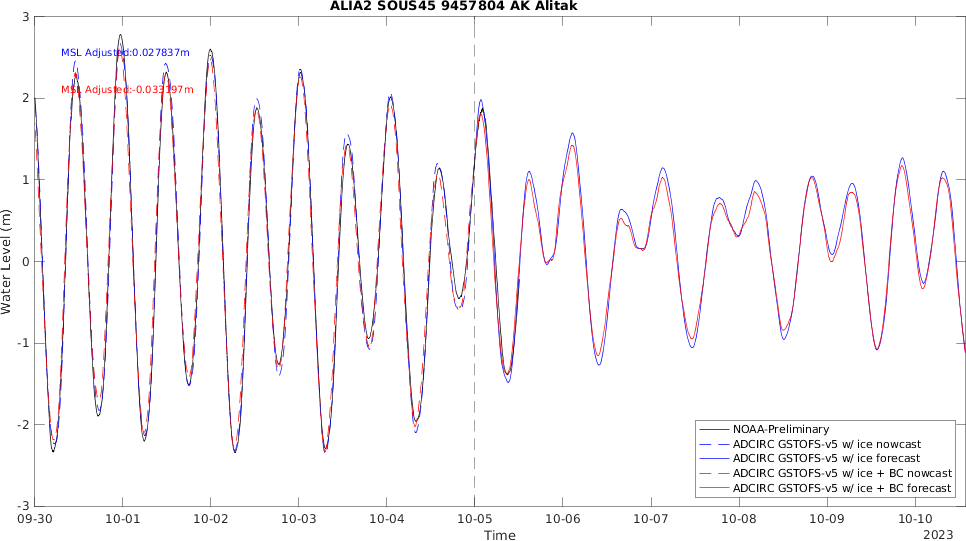 ALIA2 SOUS45 9457804 AK Alitak
3
MSL Adjusted:0.027837m
MSL Adjusted:-0.033197m
2
1
0
-1
-2
-3
Water Level (m)
NOAA-Preliminary
ADCIRC GSTOFS-v5 w/ ice nowcast
ADCIRC GSTOFS-v5 w/ ice forecast
ADCIRC GSTOFS-v5 w/ ice + BC nowcast
ADCIRC GSTOFS-v5 w/ ice + BC forecast
09-30 10-01 10-02 10-03 10-04 10-05 10-06 10-07 10-08 10-09 10-10
Time
2023